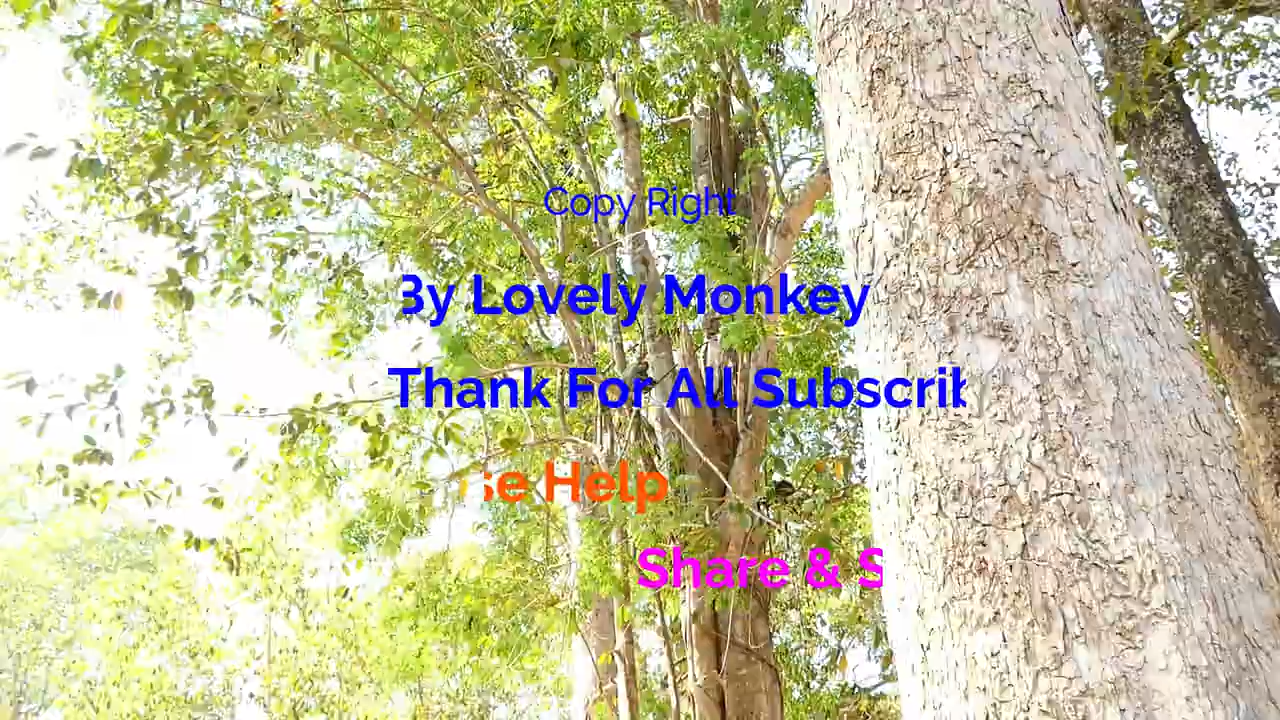 Copy Right
By Lovely Monkey
Thank For All Subscrib
se Help
Share & S